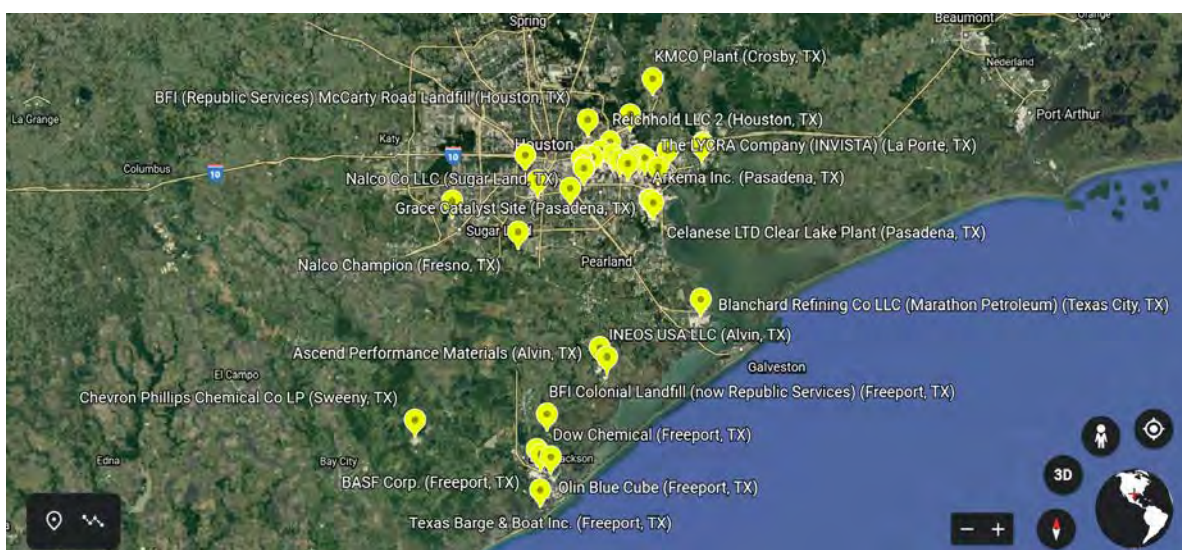 Spring
Beaumont
Orange
KMCO Plant (Crosby, TX)
Nederland
BFI (Republic Services) McCarty Road Landfill (Houston, TX)
La Grange
Port Arthur
Reichhold LLC 2 (Houston, TX)
Katy
Houston
The LYCRA Company (INVISTA) (La Porte, TX)
10
Columbus
10
Nalco Co LLC (Sugar Land, TX)
Arkema Inc. (Pasadena, TX)
Grace Catalyst Site (Pasadena, TX)
Sugar Land
Celanese LTD Clear Lake Plant (Pasadena, TX)
Nalco Champion (Fresno, TX)
Pearland
Blanchard Refining Co LLC (Marathon Petroleum) (Texas City, TX)
INEOS USA LLC (Alvin, TX)
Ascend Performance Materials (Alvin, TX)
Galveston
El Campo
BFI Colonial Landfill (now Republic Services) (Freeport, TX)
Chevron Phillips Chemical Co LP (Sweeny, TX)
Dow Chemical (Freeport, TX)
Edna
Bay City
Jackson
3D
BASF Corp. (Freeport, TX)
Olin Blue Cube (Freeport, TX)
Texas Barge & Boat Inc. (Freeport, TX)